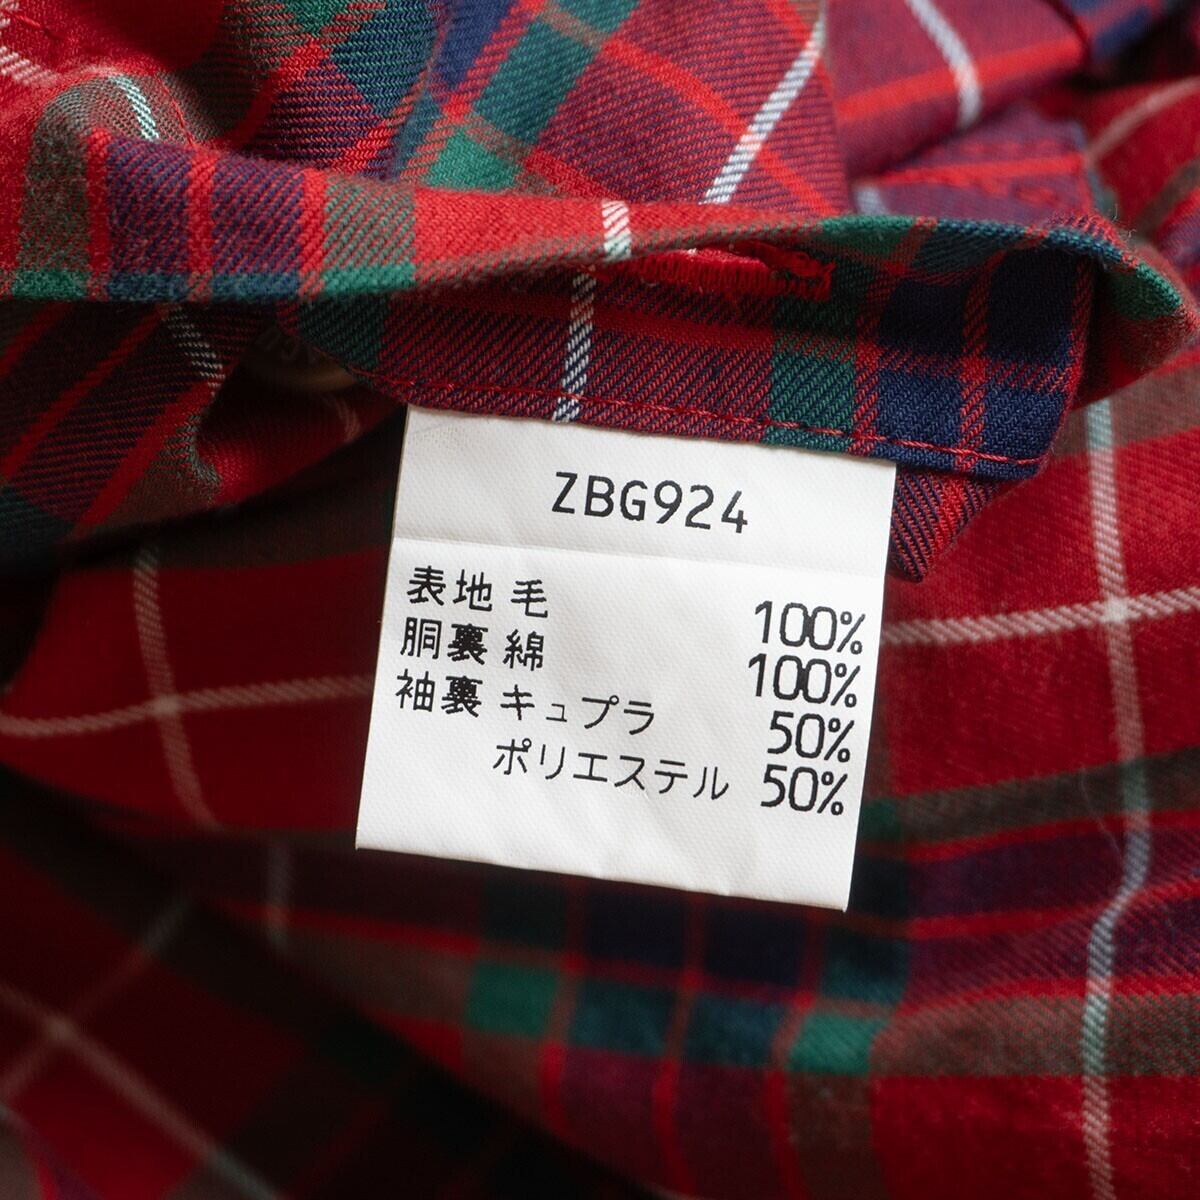 ZBG924
表地 毛 100%
胴裏 綿 100%
袖裏 キュプラ 50%
ポリエステル 50%